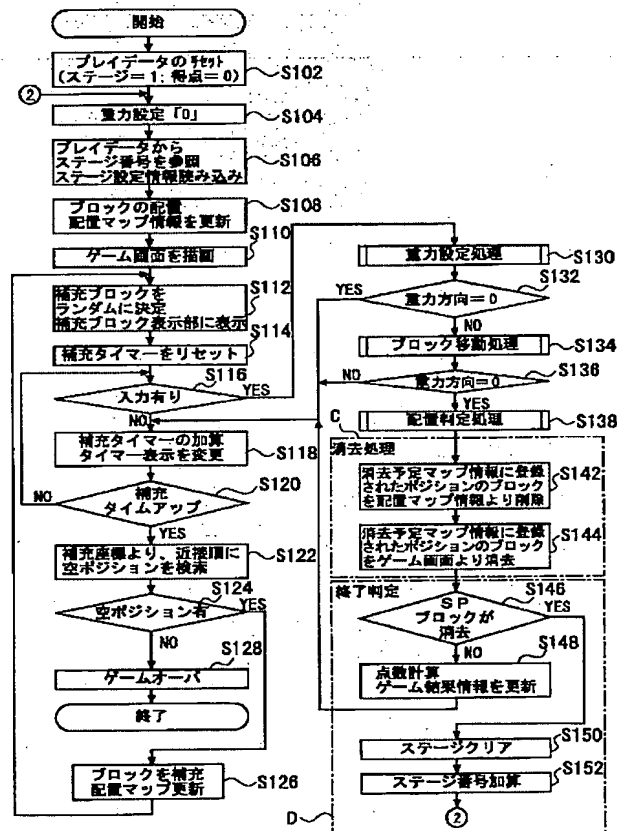 開始
プレイデータのリセット
(ステージ=1; 得点=0)
S102
②
重力設定「0」
S104
プレイデータから
ステージ番号を参照
ステージ設定情報読み込み
S106
ブロックの配置
配置マップ情報を更新
S108
S110
ゲーム画面を描画
補充ブロックを
ランダムに決定
補充ブロック表示部に表示
S112
S114
補充タイマーをリセット
S116
入力有り
YES
NO
補充タイマーの加算
タイマー表示を変更
S118
S120
補充
タイムアップ
NO
YES
補充座標より、近接順に
空ポジションを検索
S122
S124
空ポジション有
YES
NO
S128
ゲームオーバ
終了
ブロックを補充
配置マップ更新
S126
重力設定処理
S130
S132
YES
重力方向=0
NO
ブロック移動処理
S134
S136
NO
重力方向=0
YES
C
配置判定処理
S138
消去処理
消去予定マップ情報に登録
されたポジションのブロック
を配置マップ情報より削除
S142
消去予定マップ情報に登録
されたポジションのブロック
をゲーム画面より消去
S144
終了判定
S146
SP
ブロックが
消去
YES
NO
S148
点数計算
ゲーム結果情報を更新
S150
ステージクリア
S152
ステージ番号加算
D
②